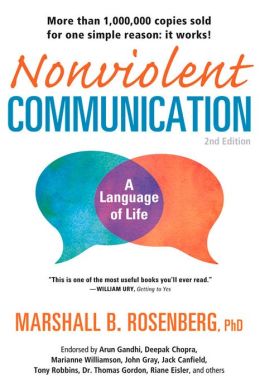 More than 1,000,000 copies sold
for one simple reason: it works!
Nonviolent
COMMUNICATION
2nd Edition
A
Language
of Life
"This is one of the most useful books you'll ever read."
—WILLIAM URY, Getting to Yes
MARSHALL B. ROSENBERG, PhD
Endorsed by Arun Gandhi, Deepak Chopra,
Marianne Williamson, John Gray, Jack Canfield,
Tony Robbins, Dr. Thomas Gordon, Riane Eisler, and others